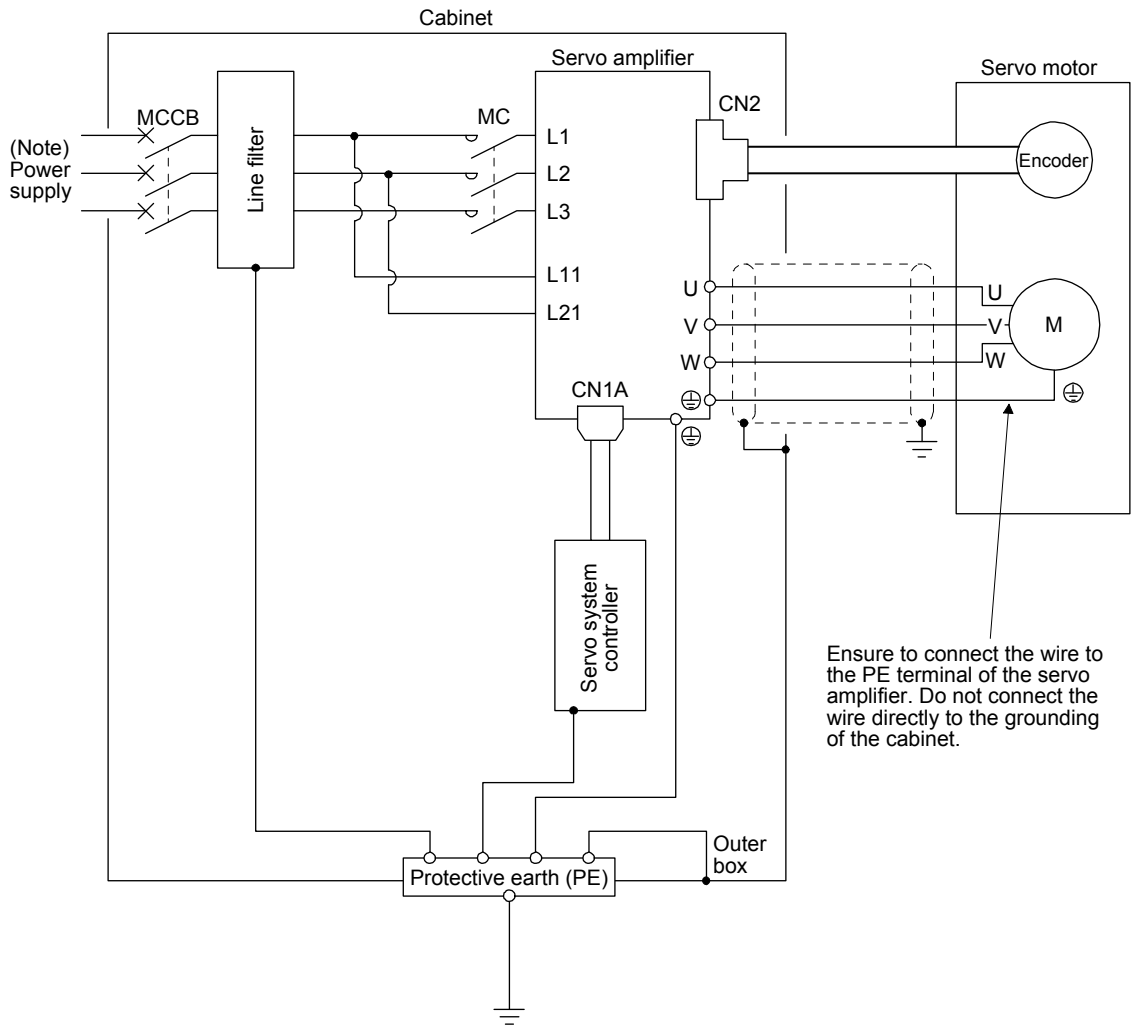 Cabinet
Servo amplifier
Servo motor
MCCB
MC
CN2
(Note)
Power
supply
Line filter
L1
L2
L3
Encoder
L11
L21
U
V
W
U
V
W
M
CN1A
Servo system
controller
Ensure to connect the wire to
the PE terminal of the servo
amplifier. Do not connect the
wire directly to the grounding
of the cabinet.
Outer
box
Protective earth (PE)